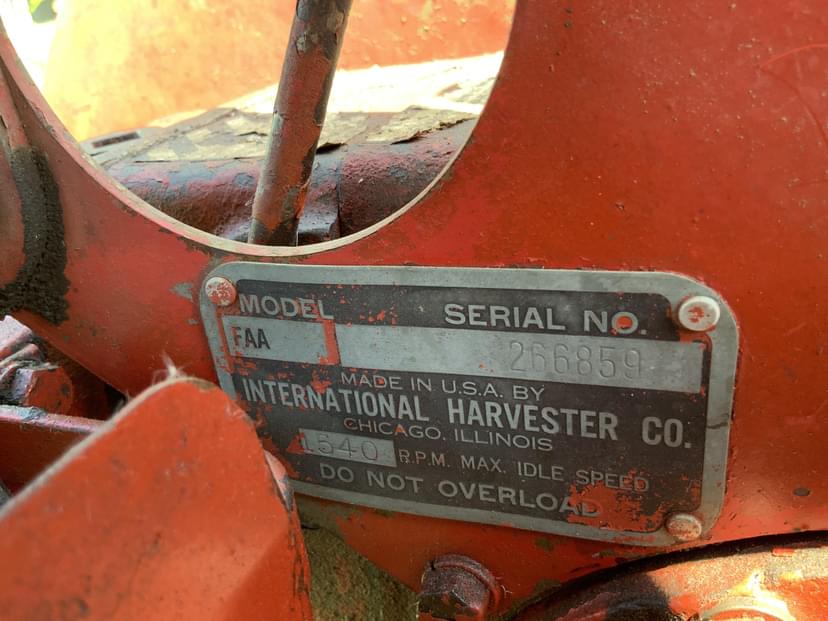 MODEL SERIAL NO.
FAA 266859
MADE IN U.S.A. BY
INTERNATIONAL HARVESTER CO.
CHICAGO, ILLINOIS
1540 R.P.M. MAX. IDLE SPEED
DO NOT OVERLOAD